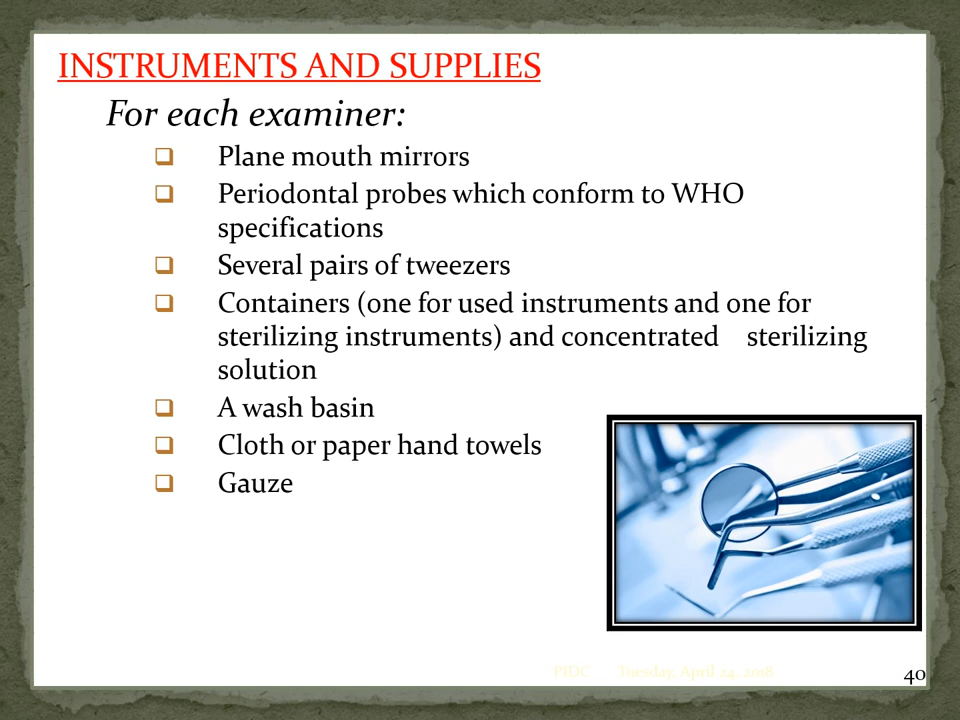 INSTRUMENTS AND SUPPLIES
For each examiner:
Plane mouth mirrors
Periodontal probes which conform to WHO
specifications
Several pairs of tweezers
Containers (one for used instruments and one for
sterilizing instruments) and concentrated sterilizing
solution
A wash basin
Cloth or paper hand towels
Gauze
PIDC Tuesday, April 24, 2018
40